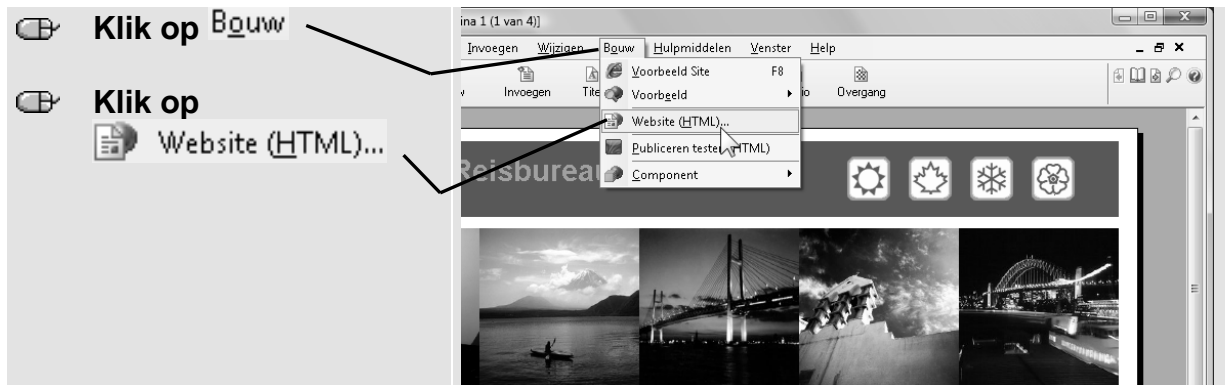 Klik op Bouw
Klik op
Website (HTML)...
ina 1 (1 van 4)]
Invoegen Wijzigen Bouw Hulpmiddelen Venster Help
Invoegen Overgang
Voorbeeld Site F8
Voorbeeld
Website (HTML)...
Publiceren testen HTML)
Component
Reisburea